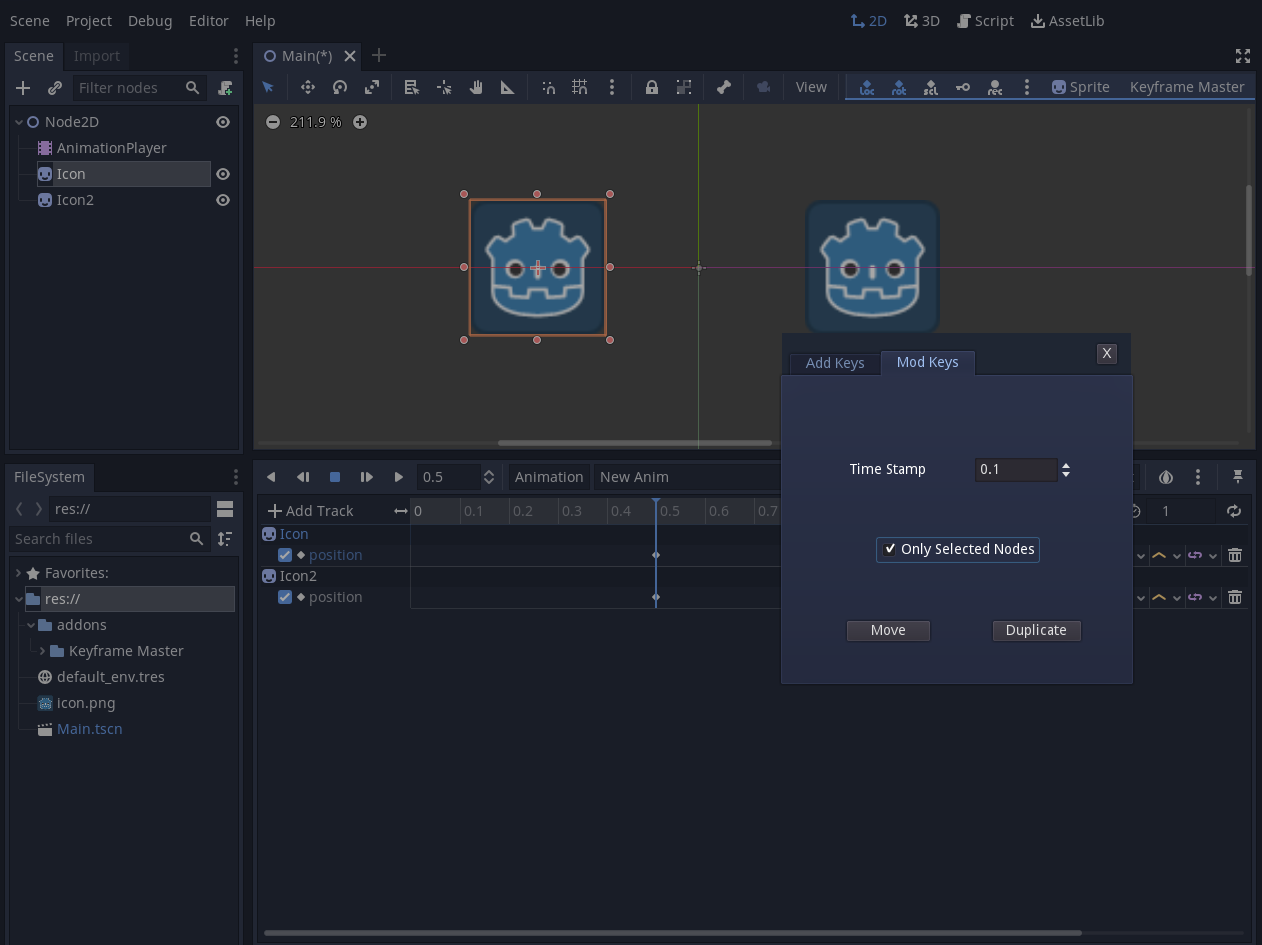 Scene Project Debug Editor Help 2D 3D Script AssetLib
Scene Import
Main(*)
Filter nodes
View Sprite Keyframe Master
Node2D
AnimationPlayer
Icon
Icon2
211.9 %
Add Keys Mod Keys X
Time Stamp 0.1
Only Selected Nodes
Move Duplicate
FileSystem
res://
Search files
Favorites:
res://
addons
Keyframe Master
default_env.tres
icon.png
Main.tscn
0.5 Animation New Anim
Add Track 0 0.1 0.2 0.3 0.4 0.5 0.6 0.7 1
Icon
position
Icon2
position